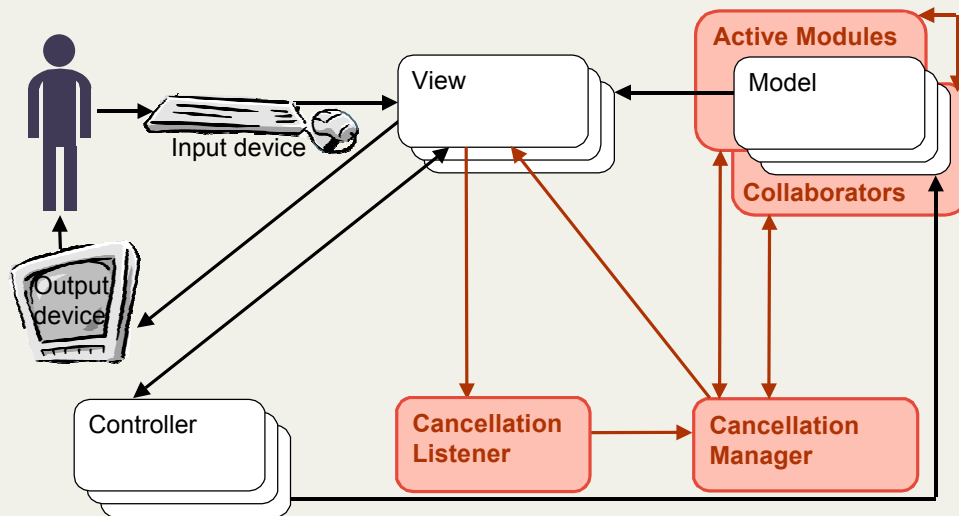 Active Modules
View
Model
Input device
Collaborators
Output
device
Controller
Cancellation
Listener
Cancellation
Manager